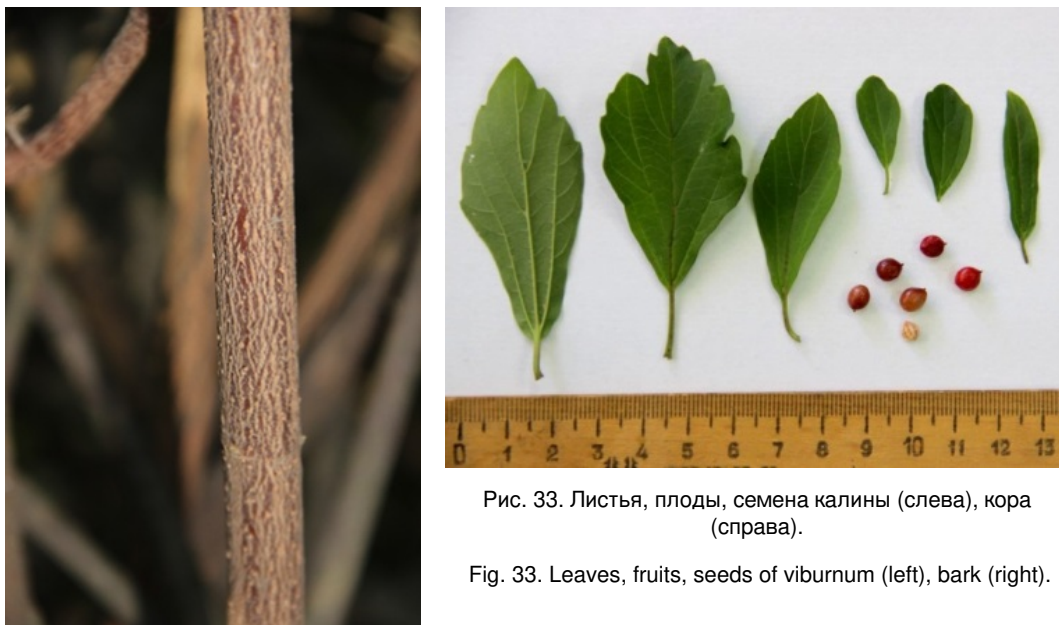 0 1 2 3 4 5 6 7 8 9 10 11 12 13
Рис. 33. Листья, плоды, семена калины (слева), кора
(справа).
Fig. 33. Leaves, fruits, seeds of viburnum (left), bark (right).